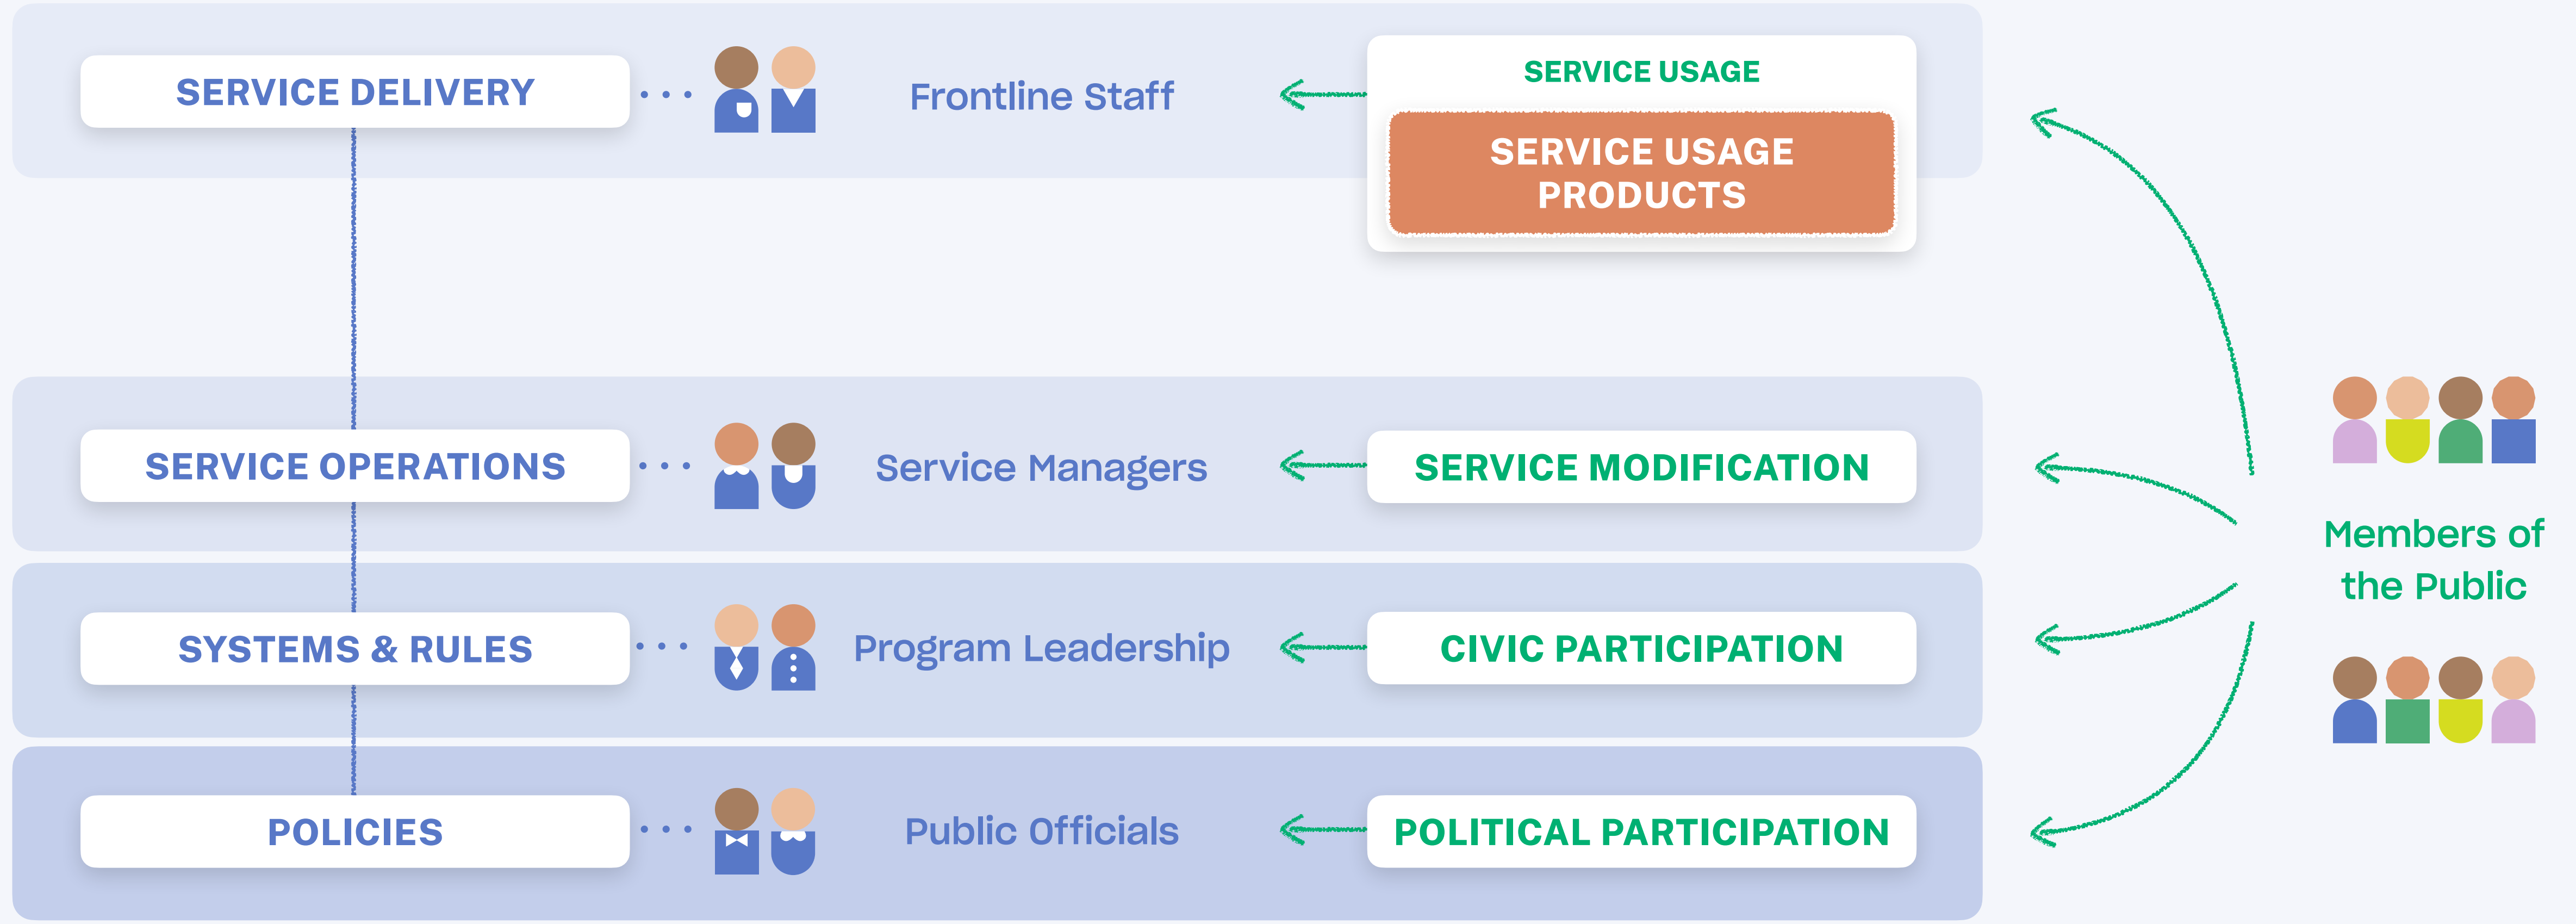 SERVICE DELIVERY
Frontline Staff
SERVICE USAGE
SERVICE USAGE
PRODUCTS
SERVICE OPERATIONS
Service Managers
SERVICE MODIFICATION
Members of
the Public
SYSTEMS & RULES
Program Leadership
CIVIC PARTICIPATION
POLICIES
Public Officials
POLITICAL PARTICIPATION